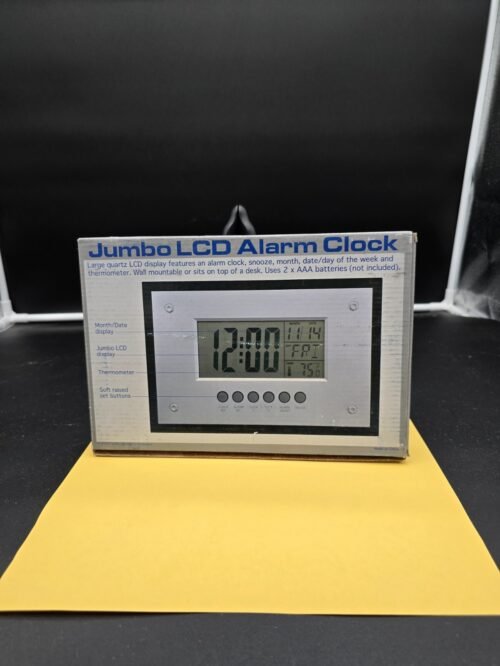 Jumbo LCD Alarm Clock
Large quartz LCD display features an alarm clock, snooze, month, date/day of the week and
thermometer. Wall mountable or sits on top of a desk. Uses 2 x AAA batteries (not included).
Month/Date
display
Jumbo LCD
display
Thermometer
Soft raised
set buttons
12:00
11 14
FRI
75